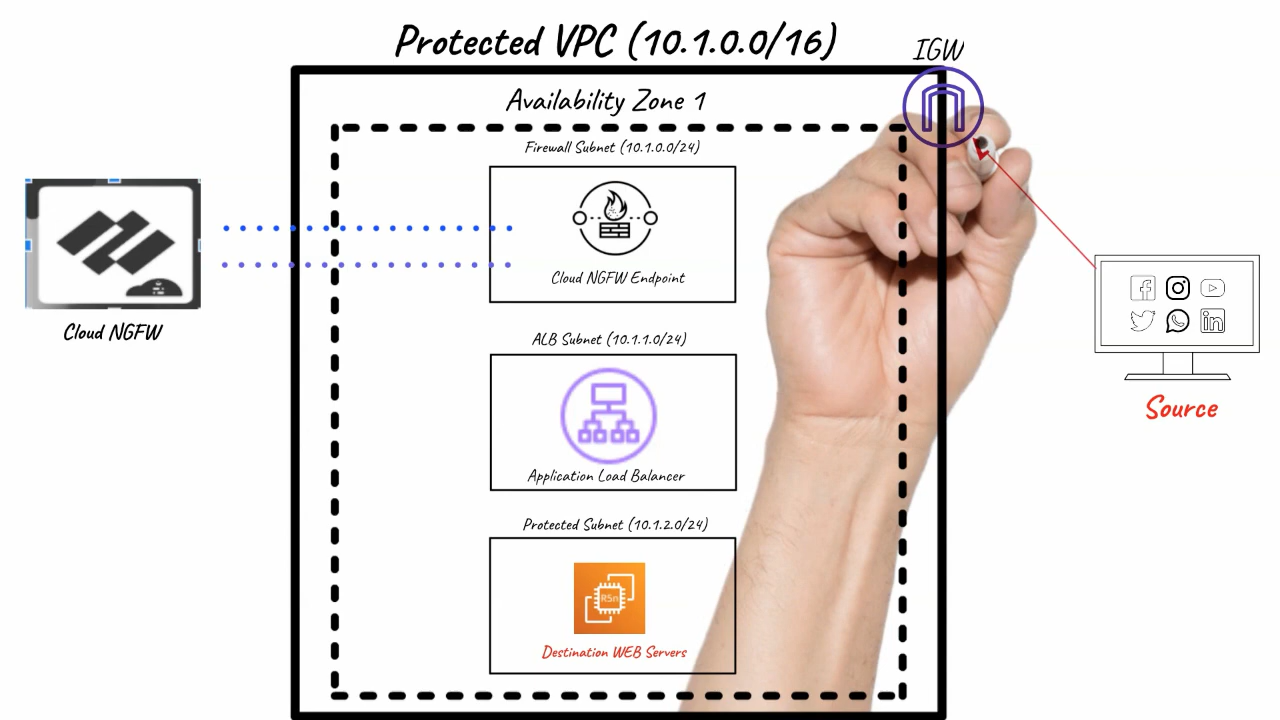 Protected VPC (10.1.0.0/16)
IGW
Availability Zone 1
Firewall Subnet (10.1.0.0/24)
Cloud NGFW Endpoint
Cloud NGFW
ALB Subnet (10.1.1.0/24)
Application Load Balancer
Source
Protected Subnet (10.1.2.0/24)
RSn
Destination WEB Servers